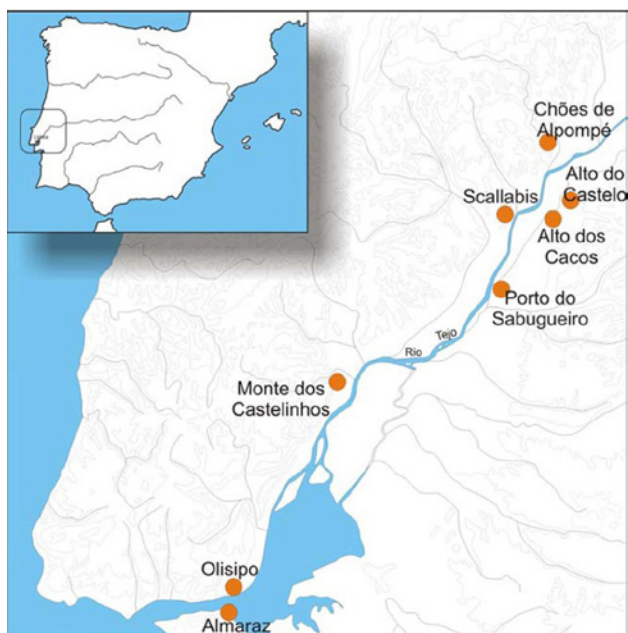 Chões de
Alpompé
Alto do
Castelo
Scallabis
Alto dos
Cacos
Porto do
Sabugueiro
Rio Tejo
Monte dos
Castelinhos
Olisipo
Almaraz